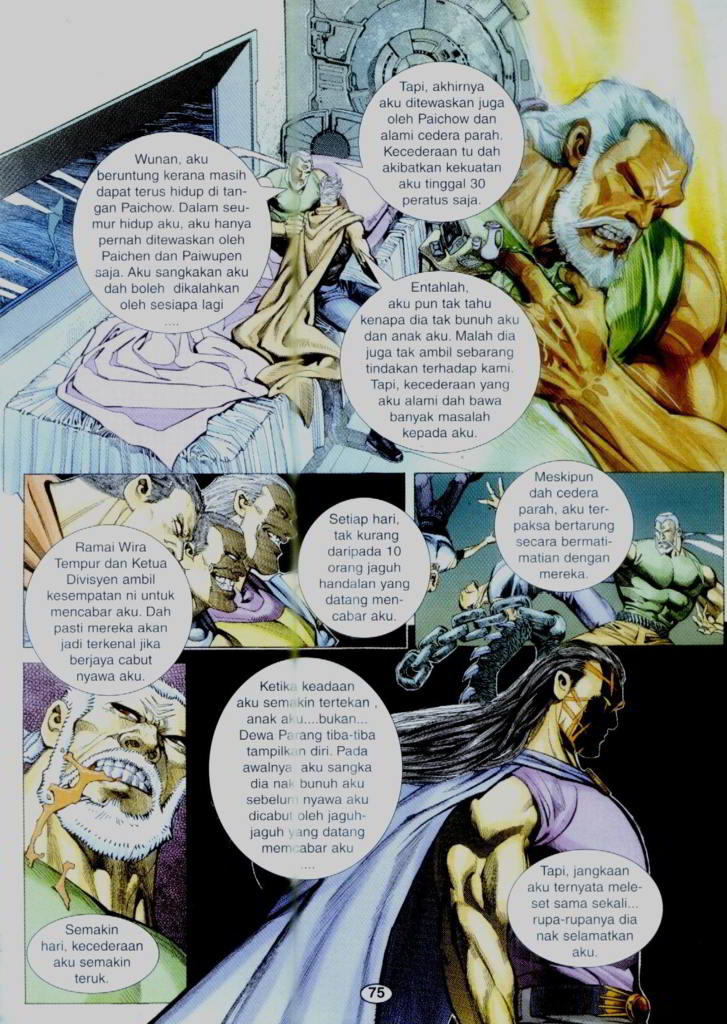 Wunan, aku
beruntung kerana masih
dapat terus hidup di tan-
gan Paichow. Dalam seu-
mur hidup aku, aku hanya
pernah ditewaskan oleh
Paichen dan Paiwupen
saja. Aku sangkakan aku
dah boleh dikalahkan
oleh sesiapa lagi
....
Tapi, akhirnya
aku ditewaskan juga
oleh Paichow dan
alami cedera parah.
Kecederaan tu dah
akibatkan kekuatan
aku tinggal 30
peratus saja.
Entahlah,
aku pun tak tahu
kenapa dia tak bunuh aku
dan anak aku. Malah dia
juga tak ambil sebarang
tindakan terhadap kami.
Tapi, kecederaan yang
aku alami dah bawa
banyak masalah
kepada aku.
Ramai Wira
Tempur dan Ketua
Divisyen ambil
kesempatan ni untuk
mencabar aku. Dah
pasti mereka akan
jadi terkenal jika
berjaya cabut
nyawa aku.
Setiap hari,
tak kurang
daripada 10
orang jaguh
handalan yang
datang men-
cabar aku.
Meskipun
dah cedera
parah, aku ter-
paksa bertarung
secara bermati-
matian dengan
mereka.
Semakin
hari, kecederaan
aku semakin
teruk.
Ketika keadaan
aku semakin tertekan ,
anak aku....bukan...
Dewa Parang tiba-tiba
tampilkan diri. Pada
awalnya aku sangka
dia nak bunuh aku
sebelum nyawa aku
dicabut oleh jaguh-
jaguh yang datang
memcabar aku
....
Tapi, jangkaan
aku ternyata mele-
set sama sekali...
rupa-rupanya dia
nak selamatkan
aku.
75